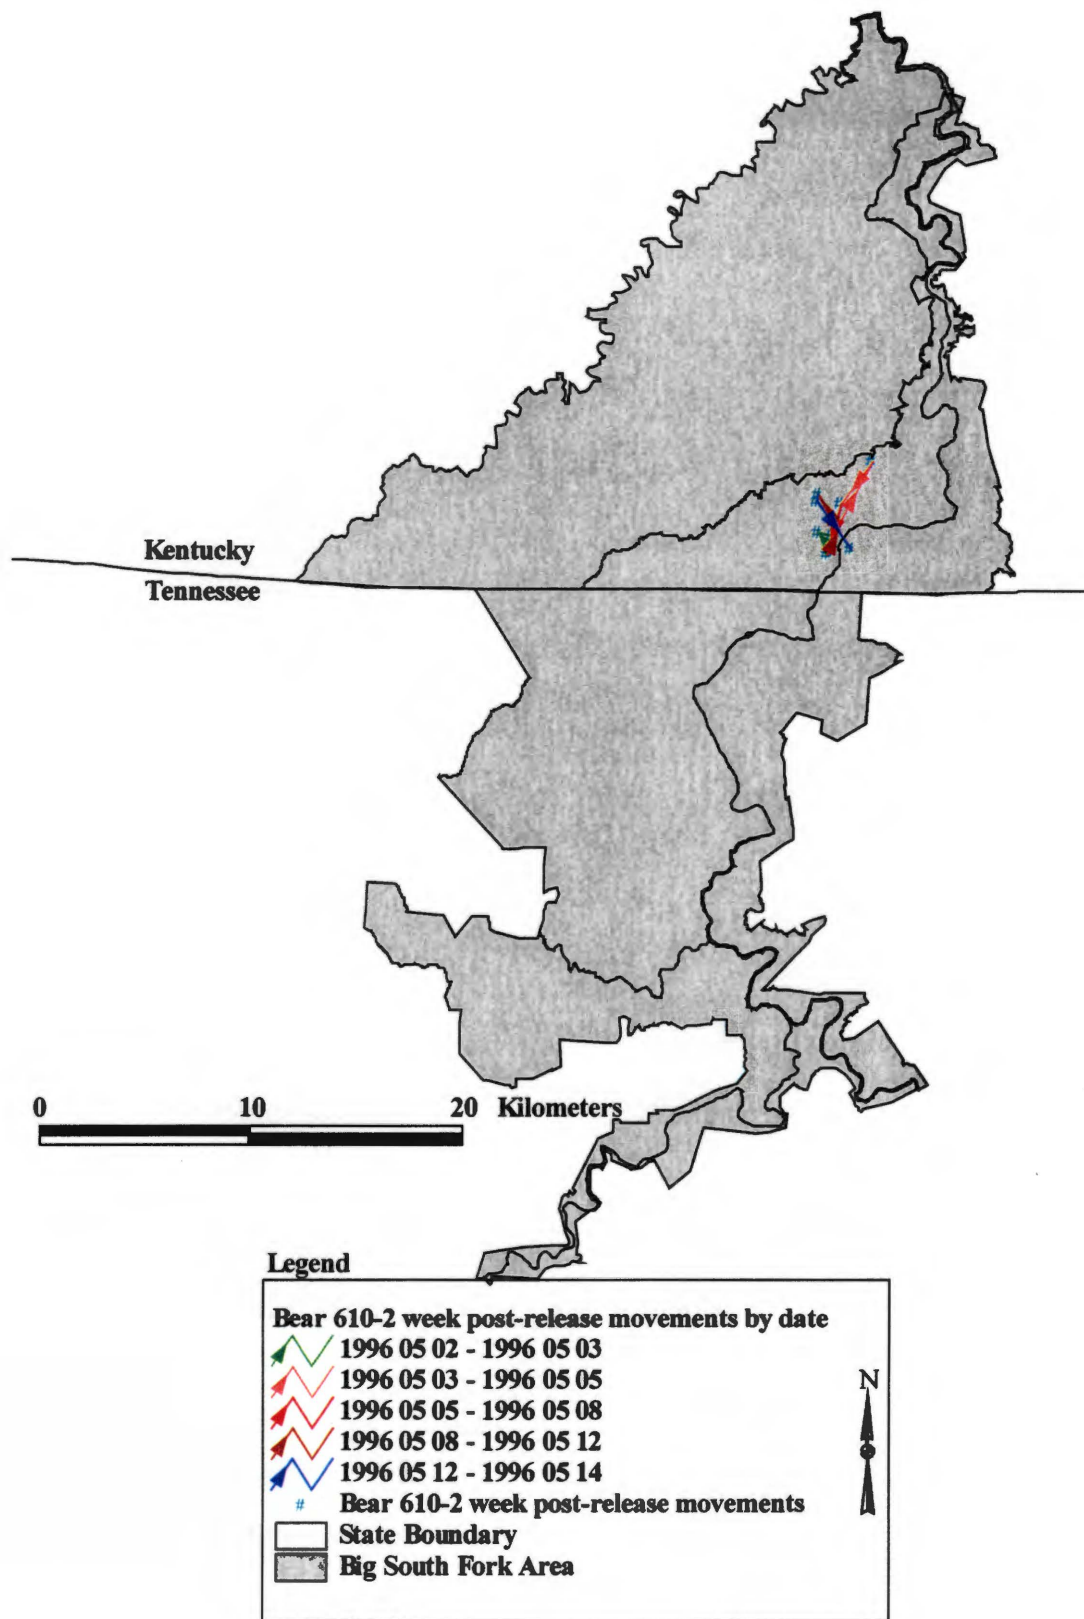 Kentucky
Tennessee
0 10 20 Kilometers
Legend
Bear 610-2 week post-release movements by date
1996 05 02 - 1996 05 03
1996 05 03 - 1996 05 05
1996 05 05 - 1996 05 08
1996 05 08 - 1996 05 12
1996 05 12 - 1996 05 14
# Bear 610-2 week post-release movements
State Boundary
Big South Fork Area
N